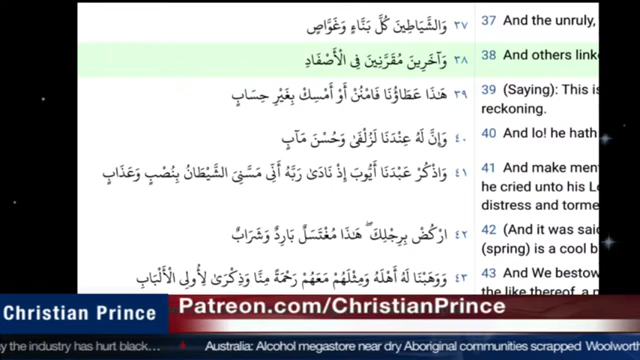 ٣٧ وَالشَّيَاطِينَ كُلَّ بَنَّاءٍ وَغَوَّاصٍ
37 And the unruly,
٣٨ وَآخَرِينَ مُقَرَّنِينَ فِي الْأَصْفَادِ
38 And others link
٣٩ هَٰذَا عَطَاؤُنَا فَامْنُنْ أَوْ أَمْسِكْ بِغَيْرِ حِسَابٍ
39 (Saying): This is
reckoning.
٤٠ وَإِنَّ لَهُ عِنْدَنَا لَزُلْفَىٰ وَحُسْنَ مَآبٍ
40 And lo! he hath
٤١ وَاذْكُرْ عَبْدَنَا أَيُّوبَ إِذْ نَادَىٰ رَبَّهُ أَنِّي مَسَّنِيَ الشَّيْطَانُ بِنُصْبٍ وَعَذَابٍ
41 And make men
he cried unto his L
distress and torme
٤٢ ارْكُضْ بِرِجْلِكَ ۖ هَٰذَا مُغْتَسَلٌ بَارِدٌ وَشَرَابٌ
42 (And it was sai
(spring) is a cool b
٤٣ وَوَهَبْنَا لَهُ أَهْلَهُ وَمِثْلَهُمْ مَعَهُمْ رَحْمَةً مِنَّا وَذِكْرَىٰ لِأُولِي الْأَلْبَابِ
43 And We bestow
the like thereof, a
Christian Prince
Patreon.com/ChristianPrince
y the industry has hurt black... Australia: Alcohol megastore near dry Aboriginal communities scrapped Woolwort